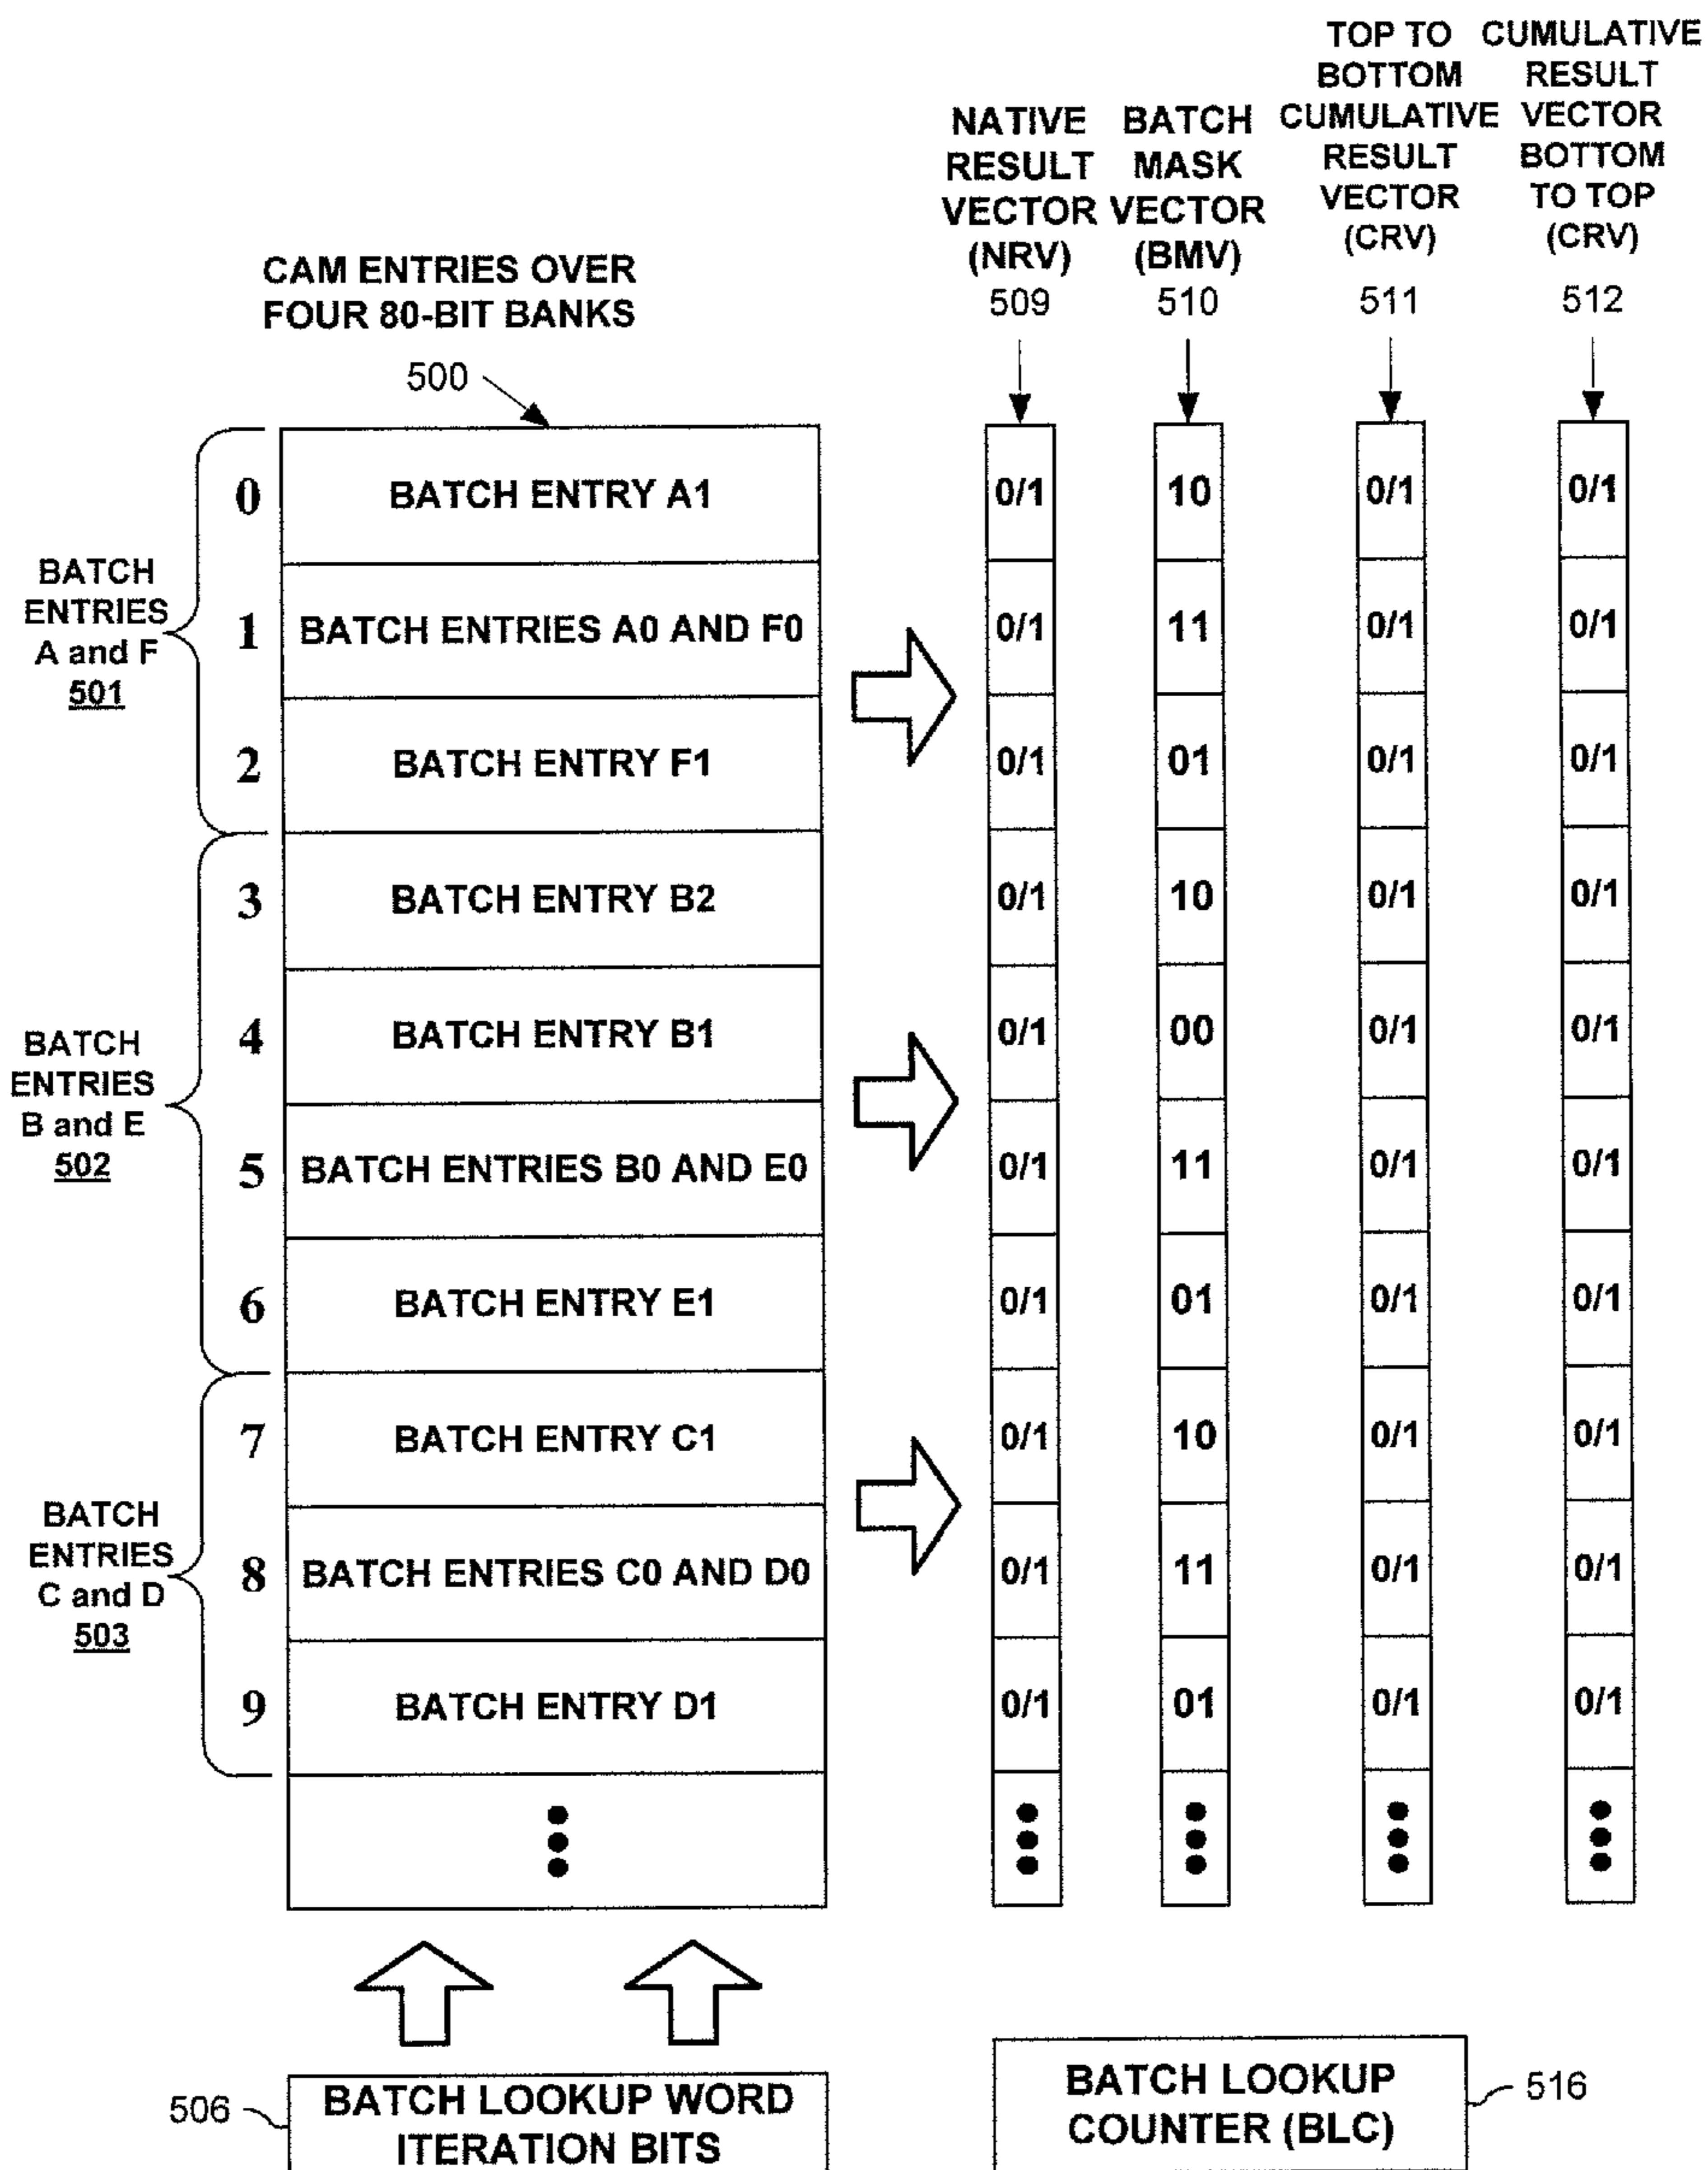 TOP TO
BOTTOM
CUMULATIVE
RESULT
VECTOR
(CRV)
511
CUMULATIVE
RESULT
VECTOR
BOTTOM
TO TOP
(CRV)
512
NATIVE
RESULT
VECTOR
(NRV)
509
BATCH
MASK
VECTOR
(BMV)
510
CAM ENTRIES OVER
FOUR 80-BIT BANKS
500
BATCH
ENTRIES
A and F
501
0 BATCH ENTRY A1 0/1 10 0/1 0/1
1 BATCH ENTRIES A0 AND F0 0/1 11 0/1 0/1
2 BATCH ENTRY F1 0/1 01 0/1 0/1
BATCH
ENTRIES
B and E
502
3 BATCH ENTRY B2 0/1 10 0/1 0/1
4 BATCH ENTRY B1 0/1 00 0/1 0/1
5 BATCH ENTRIES B0 AND E0 0/1 11 0/1 0/1
6 BATCH ENTRY E1 0/1 01 0/1 0/1
BATCH
ENTRIES
C and D
503
7 BATCH ENTRY C1 0/1 10 0/1 0/1
8 BATCH ENTRIES C0 AND D0 0/1 11 0/1 0/1
9 BATCH ENTRY D1 0/1 01 0/1 0/1
506
BATCH LOOKUP WORD
ITERATION BITS
BATCH LOOKUP
COUNTER (BLC)
516